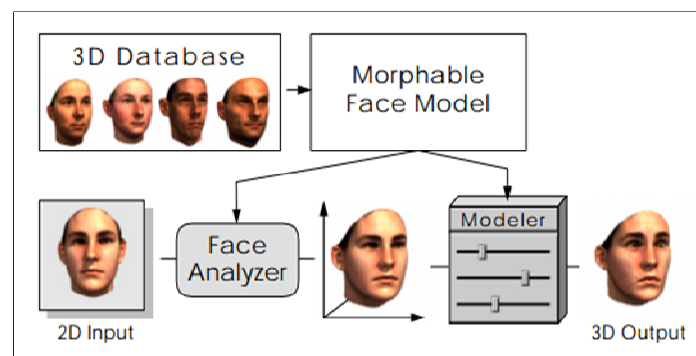 3D Database
Morphable
Face Model
Face
Analyzer
Modeler
2D Input
3D Output